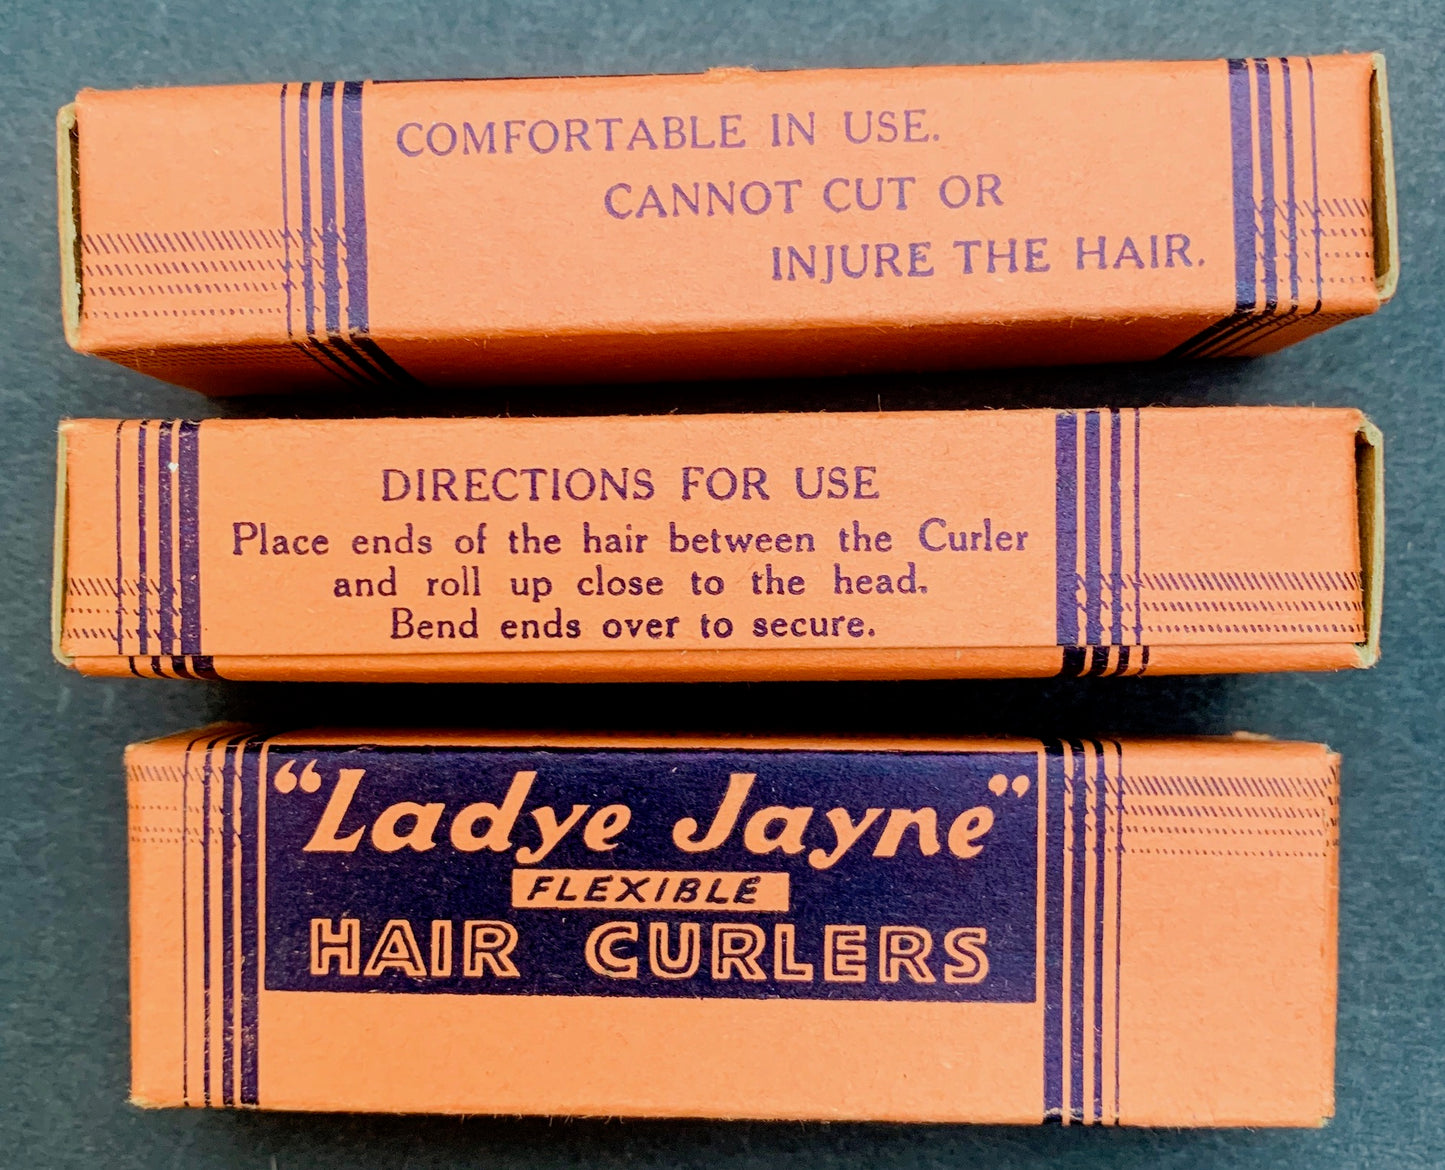 COMFORTABLE IN USE.
CANNOT CUT OR
INJURE THE HAIR.
DIRECTIONS FOR USE
Place ends of the hair between the Curler
and roll up close to the head.
Bend ends over to secure.
“Ladye Jayne”
FLEXIBLE
HAIR CURLERS